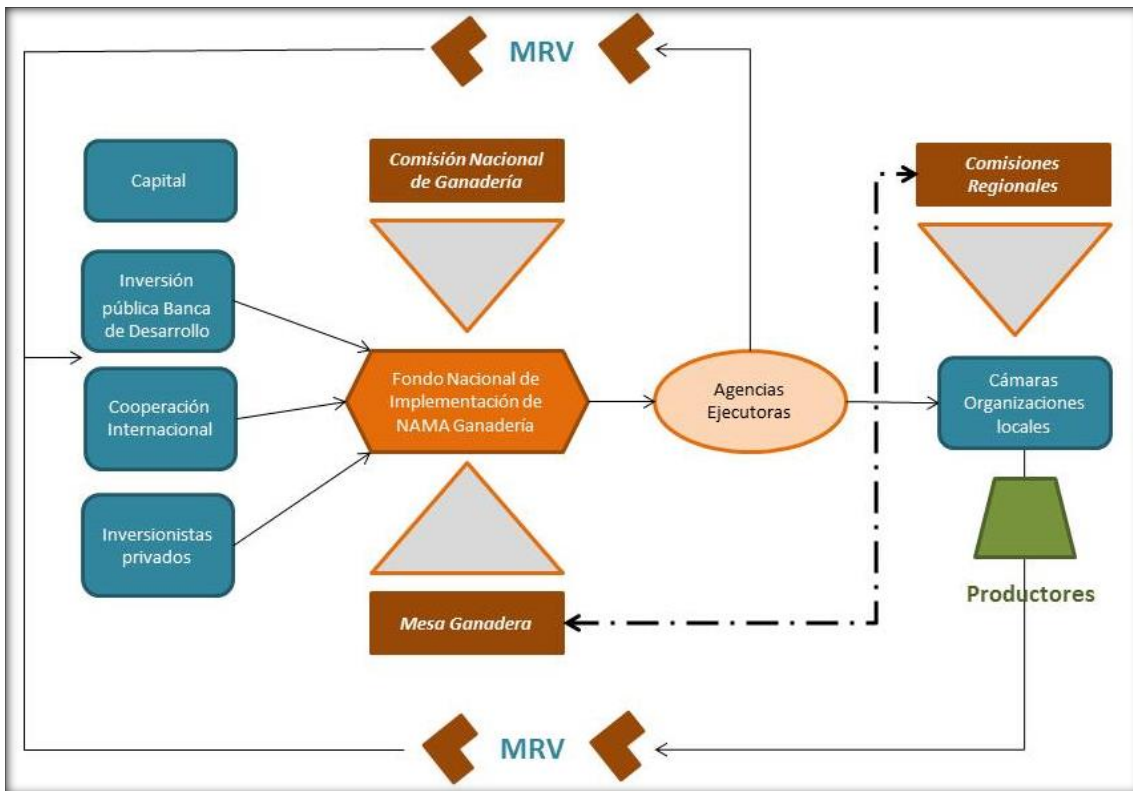 MRV
Capital
Comisión Nacional
de Ganadería
Comisiones
Regionales
Inversión
pública Banca
de Desarrollo
Cooperación
Internacional
Inversionistas
privados
Fondo Nacional de
Implementación de
NAMA Ganadería
Agencias
Ejecutoras
Cámaras
Organizaciones
locales
Productores
Mesa Ganadera
MRV